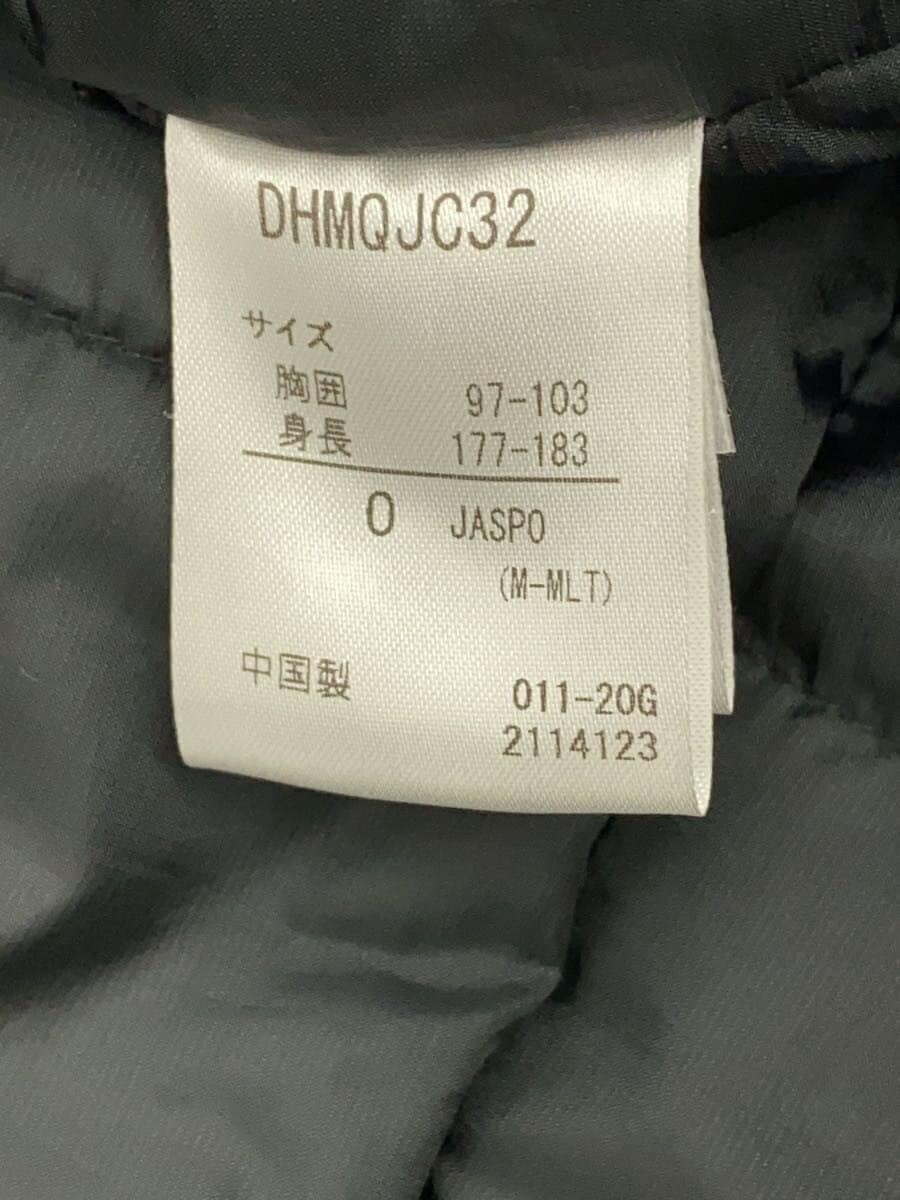 DHMQJC32
サイズ
胸囲 97-103
身長 177-183
O JASPO
(M-MLT)
中国製 011-20G
2114123